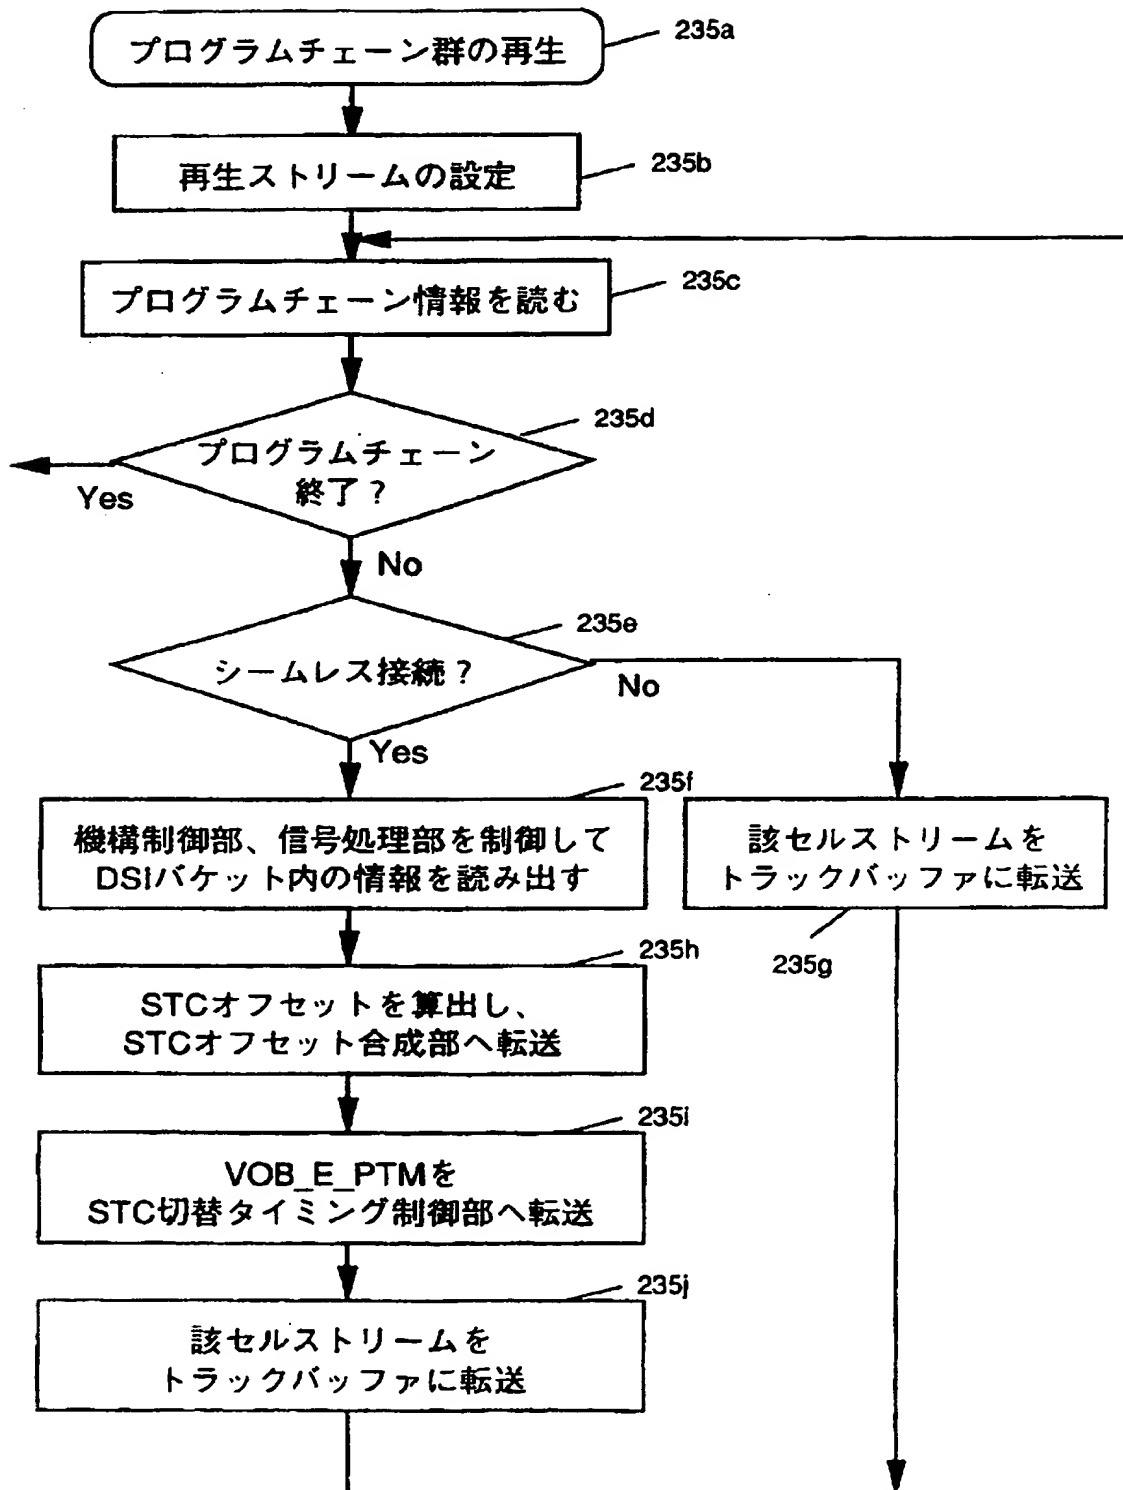 プログラムチェーン群の再生
235a
再生ストリームの設定
235b
プログラムチェーン情報を読む
235c
プログラムチェーン
終了？
235d
Yes
No
シームレス接続？
235e
No
Yes
機構制御部、信号処理部を制御して
DSIパケット内の情報を読み出す
235f
該セルストリームを
トラックバッファに転送
235g
STCオフセットを算出し、
STCオフセット合成部へ転送
235h
VOB_E_PTMを
STC切替タイミング制御部へ転送
235i
該セルストリームを
トラックバッファに転送
235j